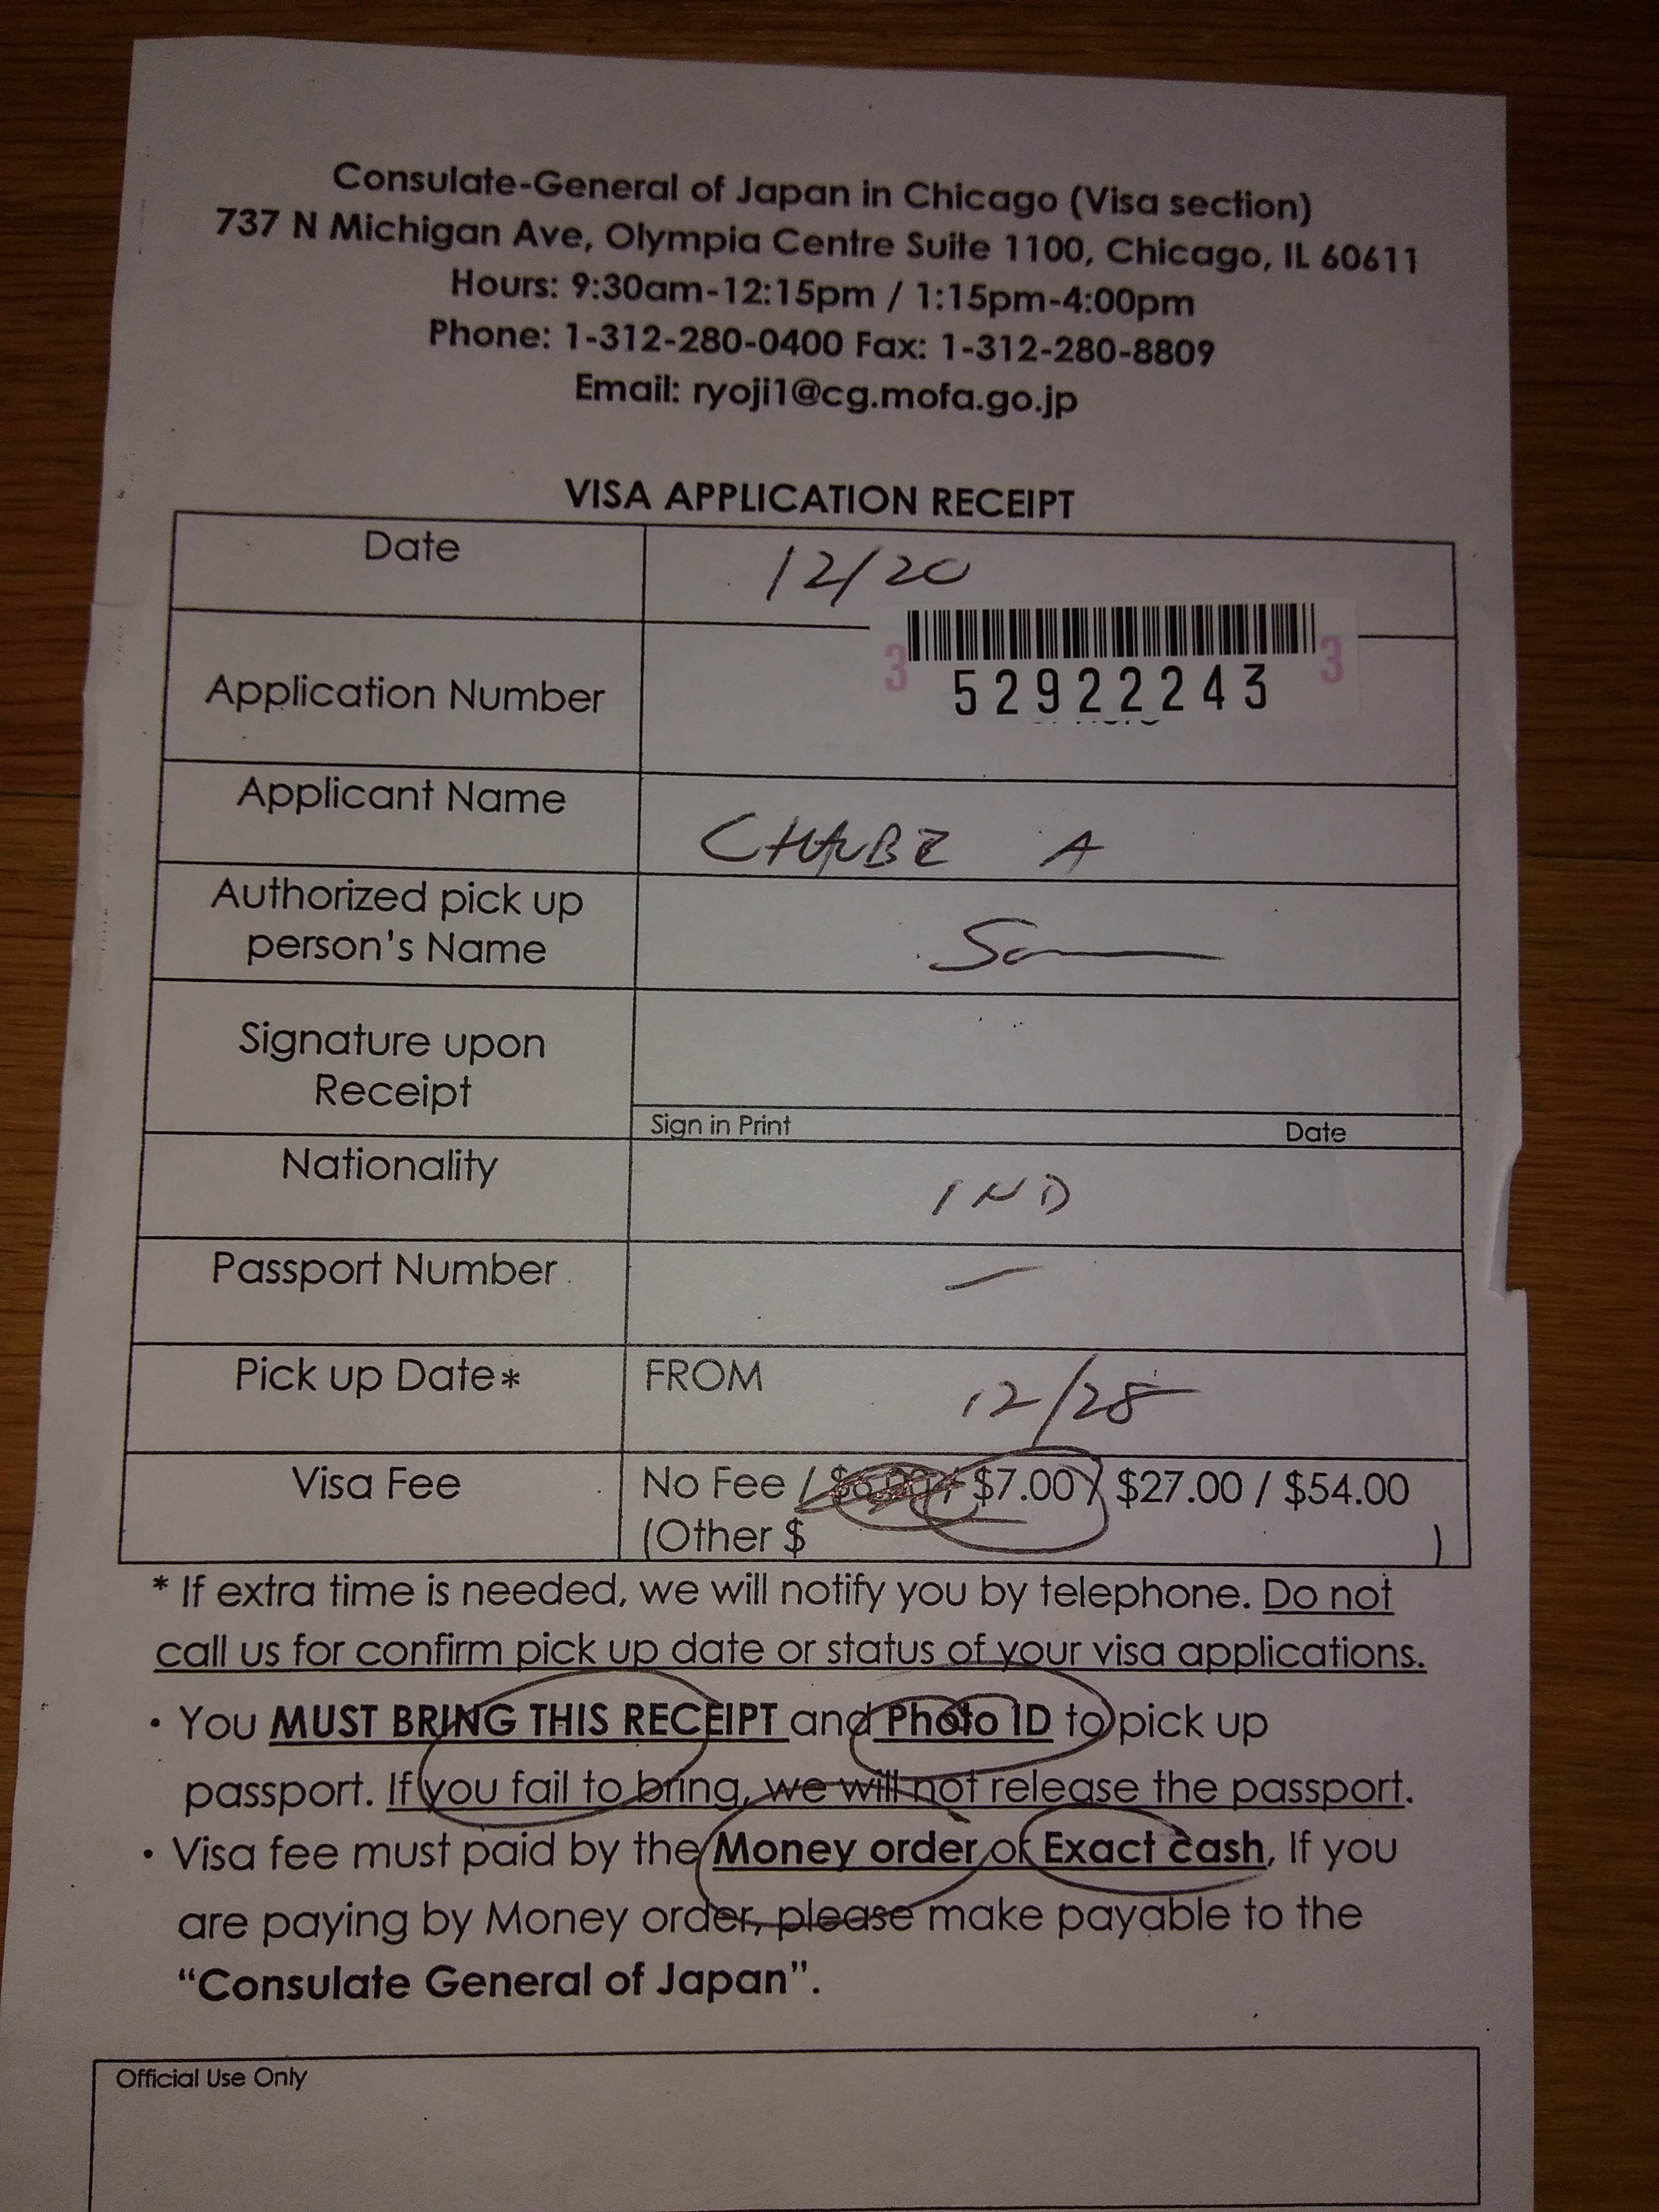 Consulate-General of Japan in Chicago (Visa section)
737 N Michigan Ave, Olympia Centre Suite 1100, Chicago, IL 60611
Hours: 9:30am-12:15pm / 1:15pm-4:00pm
Phone: 1-312-280-0400 Fax: 1-312-280-8809
Email: ryoji1@cg.mofa.go.jp
VISA APPLICATION RECEIPT
Date 12/20
Application Number 3 52922243 3
Applicant Name CHAUBE A
Authorized pick up
person's Name
Signature upon
Receipt
Sign in Print Date
Nationality IND
Passport Number —
Pick up Date* FROM 12/28
Visa Fee No Fee / $6.00 / $7.00 / $27.00 / $54.00
(Other $ )
* If extra time is needed, we will notify you by telephone. Do not
call us for confirm pick up date or status of your visa applications.
• You MUST BRING THIS RECEIPT and Photo ID to pick up
passport. If you fail to bring, we will not release the passport.
• Visa fee must paid by the Money order or Exact cash, If you
are paying by Money order, please make payable to the
“Consulate General of Japan”.
Official Use Only